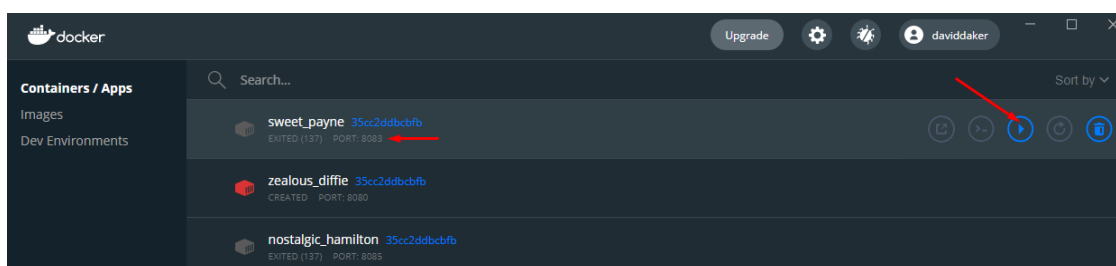 docker
Upgrade
daviddaker
Containers / Apps
Images
Dev Environments
Search...
Sort by
sweet_payne 35cc2ddbcbfb
EXITED (137) PORT: 8083
zealous_diffie 35cc2ddbcbfb
CREATED PORT: 8080
nostalgic_hamilton 35cc2ddbcbfb
EXITED (137) PORT: 8085